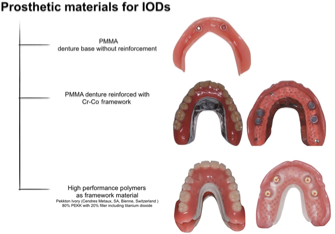 Prosthetic materials for IODs
PMMA
denture base without reinforcement
PMMA denture reinforced with
Cr-Co framework
High performance polymers
as framework material
Pekkton Ivory (Cendres Metaux, SA, Bienne, Switzerland )
80% PEKK with 20% filler including titanium dioxide